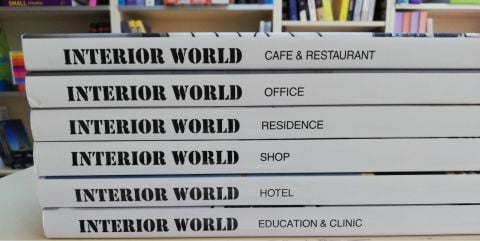 SMALL
INTERIOR WORLD CAFE & RESTAURANT
INTERIOR WORLD OFFICE
INTERIOR WORLD RESIDENCE
INTERIOR WORLD SHOP
INTERIOR WORLD HOTEL
INTERIOR WORLD EDUCATION & CLINIC